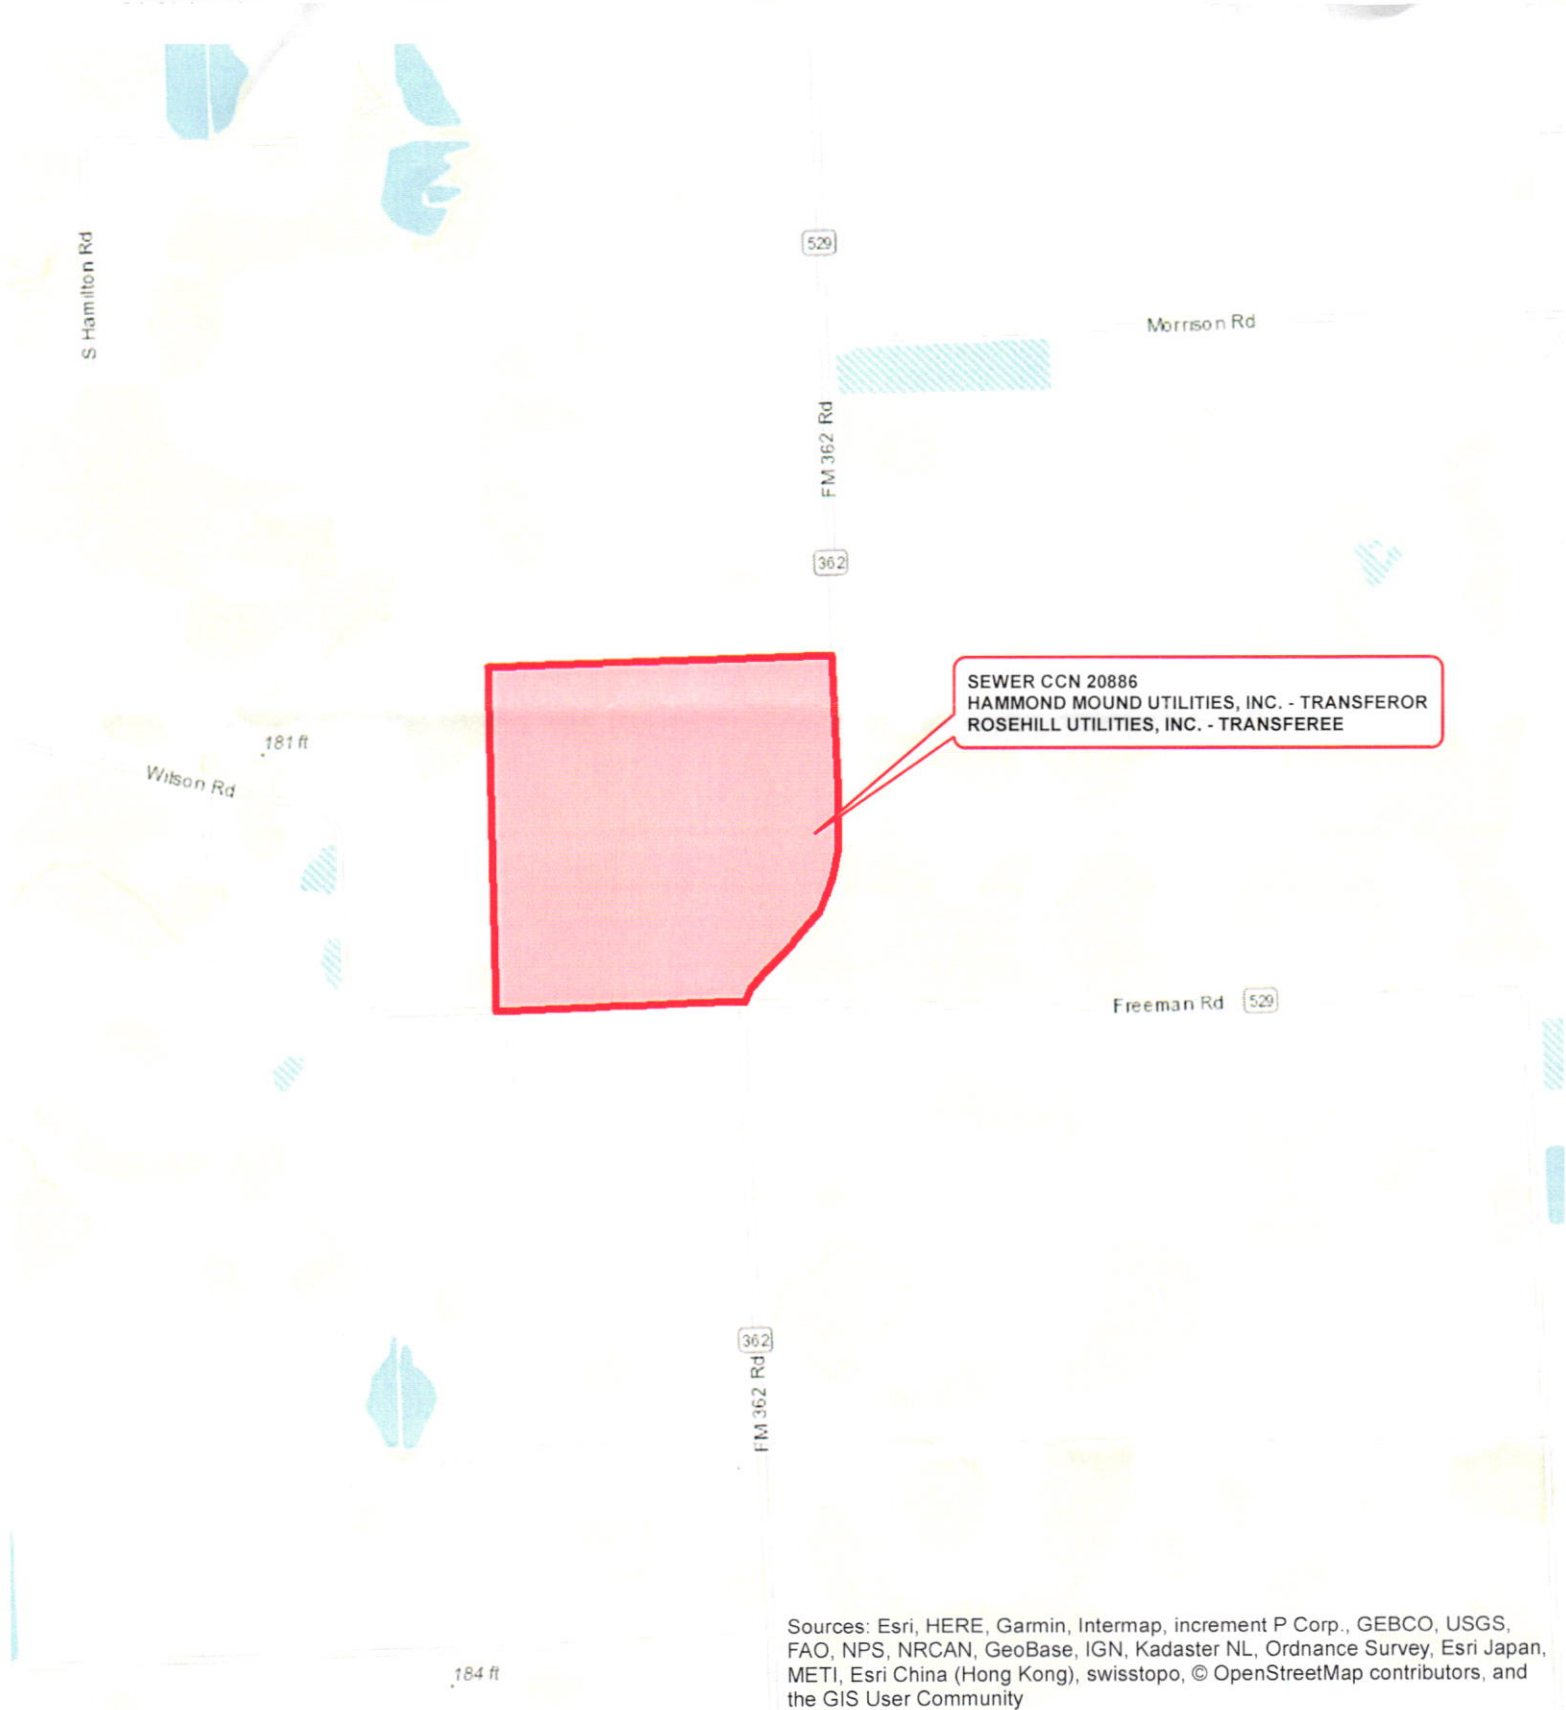 S Hamilton Rd
529
Morrison Rd
FM 362 Rd
362
SEWER CCN 20886
HAMMOND MOUND UTILITIES, INC. - TRANSFEROR
ROSEHILL UTILITIES, INC. - TRANSFEREE
181 ft
Wilson Rd
Freeman Rd 529
362
FM 362 Rd
184 ft
Sources: Esri, HERE, Garmin, Intermap, increment P Corp., GEBCO, USGS,
FAO, NPS, NRCAN, GeoBase, IGN, Kadaster NL, Ordnance Survey, Esri Japan,
METI, Esri China (Hong Kong), swisstopo, © OpenStreetMap contributors, and
the GIS User Community